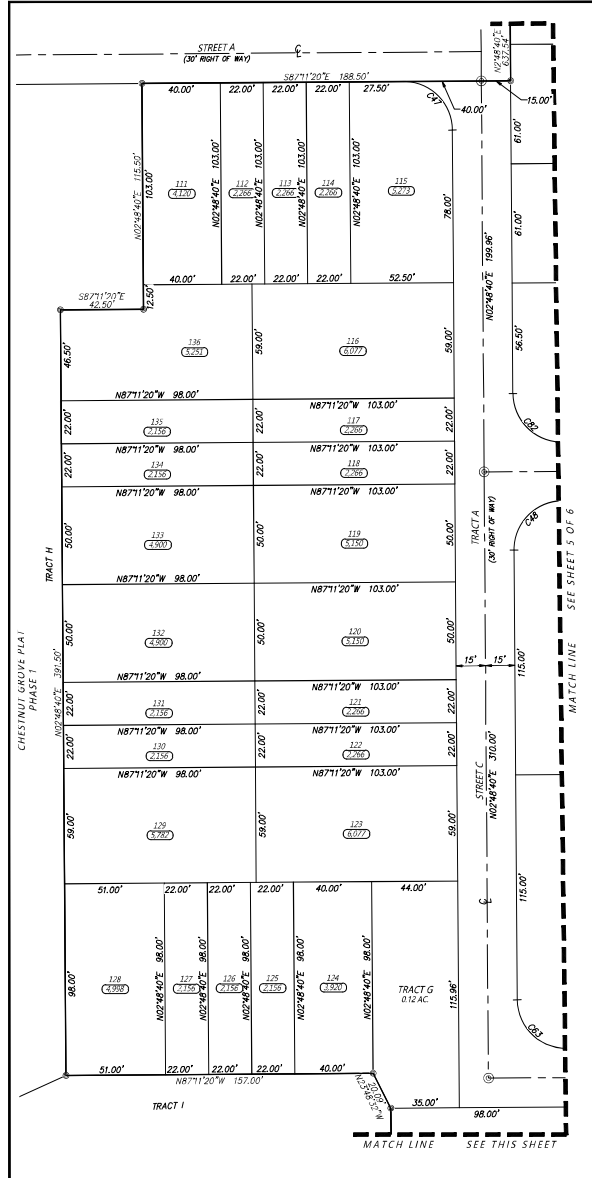 STREET A
(30' RIGHT OF WAY)
N2°48'40"E
637.54'
S87°11'20"E 188.50'
40.00' 22.00' 22.00' 22.00' 27.50'
C47
40.00'
15.00'
N02°48'40"E 115.50'
103.00'
111
4,120
N02°48'40"E 103.00'
112
2,266
N02°48'40"E 103.00'
113
2,266
N02°48'40"E 103.00'
114
2,266
N02°48'40"E 103.00'
115
5,273
78.00'
N02°48'40"E 199.96'
61.00'
61.00'
56.50'
C82
40.00' 22.00' 22.00' 22.00' 52.50'
S87°11'20"E
42.50'
12.50'
46.50'
136
5,251
59.00'
116
6,077
59.00'
N87°11'20"W 98.00'
N87°11'20"W 103.00'
22.00'
135
2,156
22.00'
117
2,266
22.00'
N87°11'20"W 98.00'
N87°11'20"W 103.00'
22.00'
134
2,156
22.00'
118
2,266
22.00'
N87°11'20"W 98.00'
N87°11'20"W 103.00'
50.00'
133
4,900
50.00'
119
5,150
50.00'
N87°11'20"W 98.00'
N87°11'20"W 103.00'
50.00'
132
4,900
50.00'
120
5,150
50.00'
N87°11'20"W 98.00'
N87°11'20"W 103.00'
22.00'
131
2,156
22.00'
121
2,266
22.00'
N87°11'20"W 98.00'
N87°11'20"W 103.00'
22.00'
130
2,156
22.00'
122
2,266
22.00'
N87°11'20"W 98.00'
N87°11'20"W 103.00'
59.00'
129
5,782
59.00'
123
6,077
59.00'
TRACT H
N02°48'40"E 391.50'
CHESTNUT GROVE PLAT
PHASE 1
TRACT A
(30' RIGHT OF WAY)
C48
15' 15'
115.00'
STREET C
N02°48'40"E 310.00'
115.00'
C63
MATCH LINE SEE SHEET 5 OF 6
51.00' 22.00' 22.00' 22.00' 40.00' 44.00'
98.00'
128
4,998
N02°48'40"E 98.00'
127
2,156
N02°48'40"E 98.00'
126
2,156
N02°48'40"E 98.00'
125
2,156
N02°48'40"E 98.00'
124
3,920
N02°48'40"E 98.00'
TRACT G
0.12 AC.
115.96'
51.00' 22.00' 22.00' 22.00' 40.00'
N87°11'20"W 157.00'
20.09'
N23°48'32"W
35.00'
98.00'
TRACT I
MATCH LINE SEE THIS SHEET